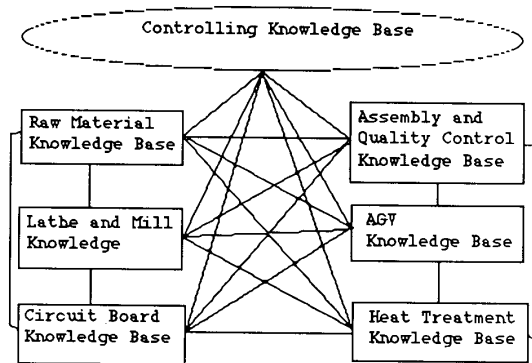 Controlling Knowledge Base
Raw Material
Knowledge Base
Assembly and
Quality Control
Knowledge Base
Lathe and Mill
Knowledge
AGV
Knowledge Base
Circuit Board
Knowledge Base
Heat Treatment
Knowledge Base